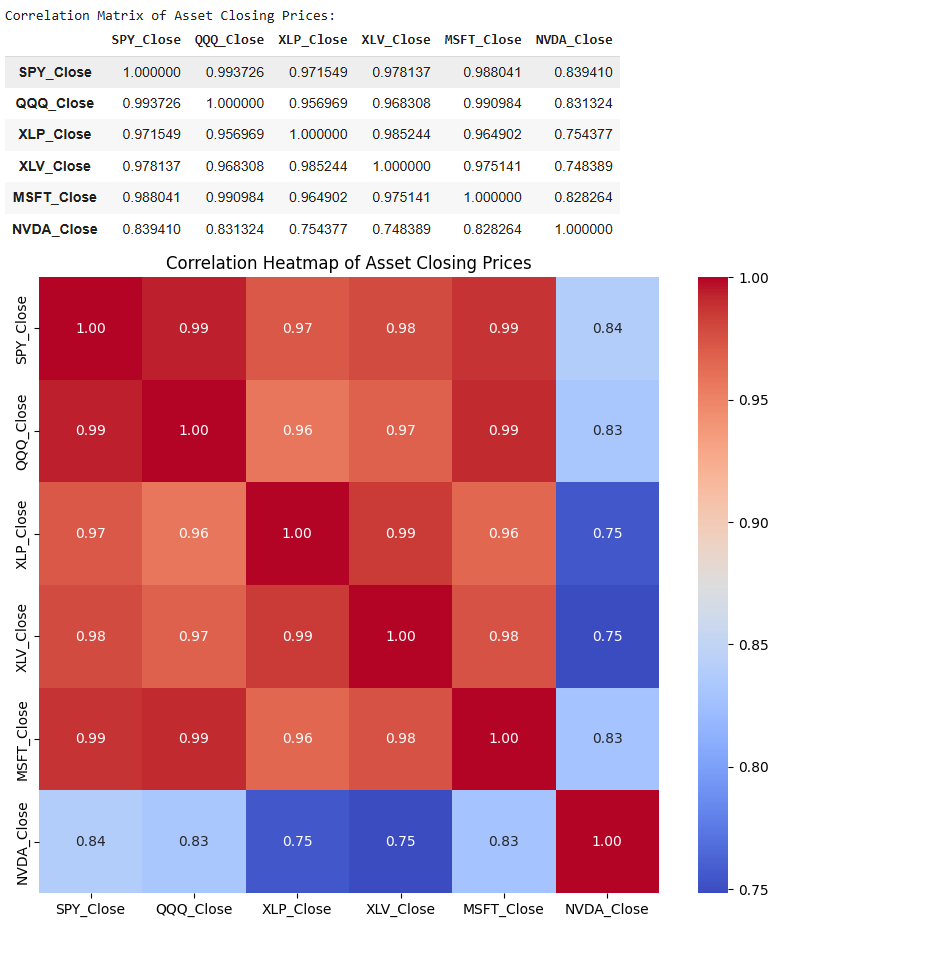 Correlation Matrix of Asset Closing Prices:
SPY_Close QQQ_Close XLP_Close XLV_Close MSFT_Close NVDA_Close
SPY_Close 1.000000 0.993726 0.971549 0.978137 0.988041 0.839410
QQQ_Close 0.993726 1.000000 0.956969 0.968308 0.990984 0.831324
XLP_Close 0.971549 0.956969 1.000000 0.985244 0.964902 0.754377
XLV_Close 0.978137 0.968308 0.985244 1.000000 0.975141 0.748389
MSFT_Close 0.988041 0.990984 0.964902 0.975141 1.000000 0.828264
NVDA_Close 0.839410 0.831324 0.754377 0.748389 0.828264 1.000000
Correlation Heatmap of Asset Closing Prices
SPY_Close 1.00 0.99 0.97 0.98 0.99 0.84
QQQ_Close 0.99 1.00 0.96 0.97 0.99 0.83
XLP_Close 0.97 0.96 1.00 0.99 0.96 0.75
XLV_Close 0.98 0.97 0.99 1.00 0.98 0.75
MSFT_Close 0.99 0.99 0.96 0.98 1.00 0.83
NVDA_Close 0.84 0.83 0.75 0.75 0.83 1.00
SPY_Close QQQ_Close XLP_Close XLV_Close MSFT_Close NVDA_Close
1.00
0.95
0.90
0.85
0.80
0.75